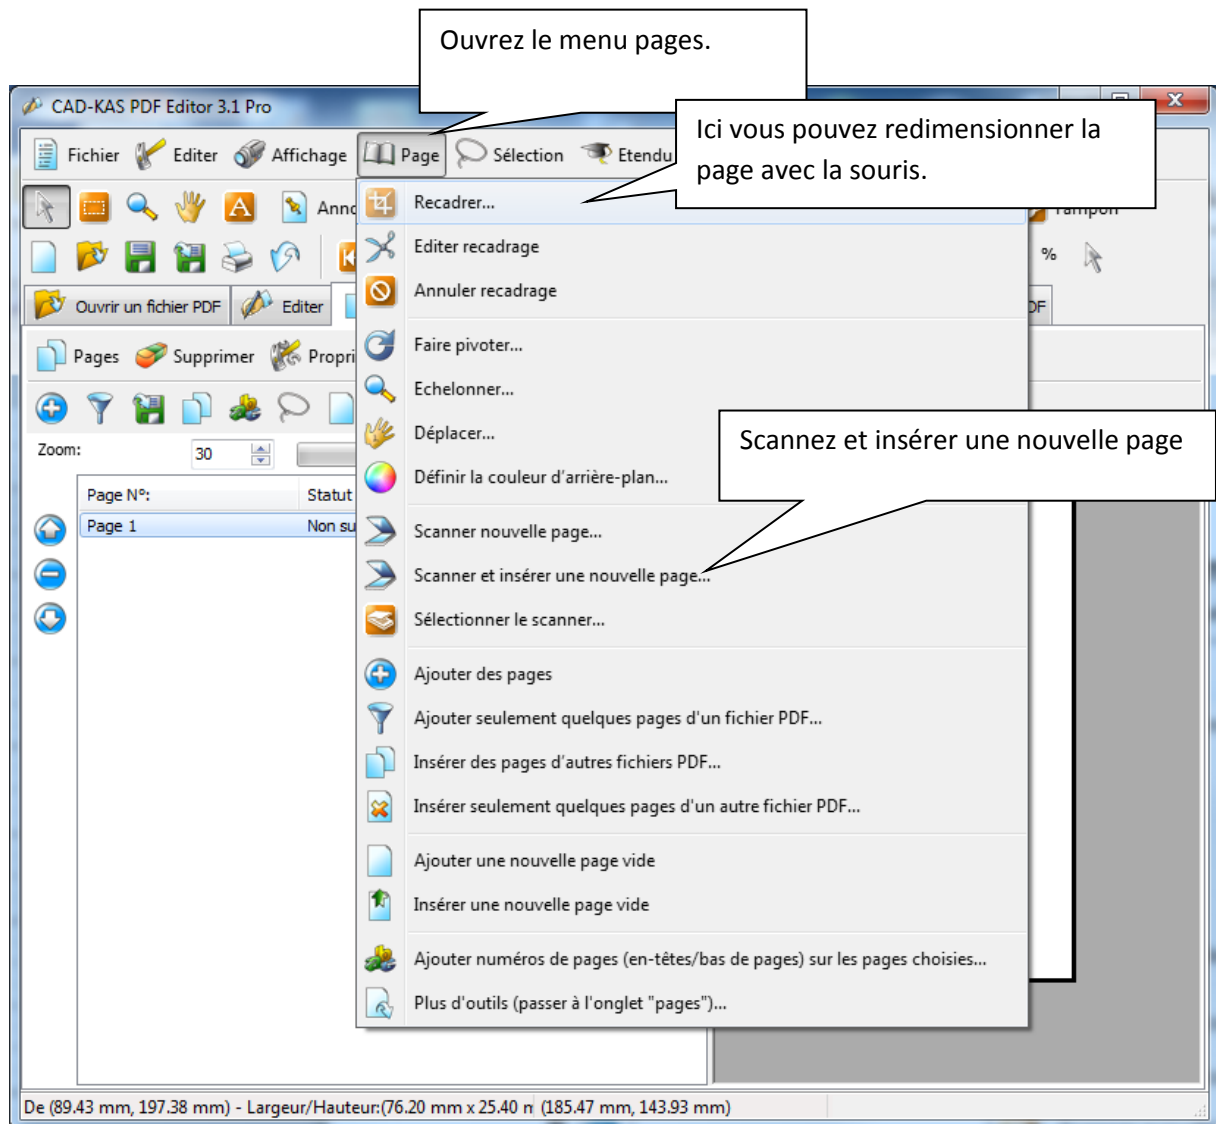 Ouvrez le menu pages.
CAD-KAS PDF Editor 3.1 Pro
Ici vous pouvez redimensionner la
page avec la souris.
Fichier Editer Affichage Page Sélection Etendu
Anno Tampon
%
Ouvrir un fichier PDF Editer DF
Pages Supprimer Propri
Zoom: 30
Page N°: Statut
Page 1 Non su
Recadrer...
Editer recadrage
Annuler recadrage
Faire pivoter...
Echelonner...
Déplacer...
Définir la couleur d'arrière-plan...
Scannez et insérer une nouvelle page
Scanner nouvelle page...
Scanner et insérer une nouvelle page...
Sélectionner le scanner...
Ajouter des pages
Ajouter seulement quelques pages d'un fichier PDF...
Insérer des pages d'autres fichiers PDF...
Insérer seulement quelques pages d'un autre fichier PDF...
Ajouter une nouvelle page vide
Insérer une nouvelle page vide
Ajouter numéros de pages (en-têtes/bas de pages) sur les pages choisies...
Plus d'outils (passer à l'onglet "pages")...
De (89.43 mm, 197.38 mm) - Largeur/Hauteur:(76.20 mm x 25.40 n (185.47 mm, 143.93 mm)